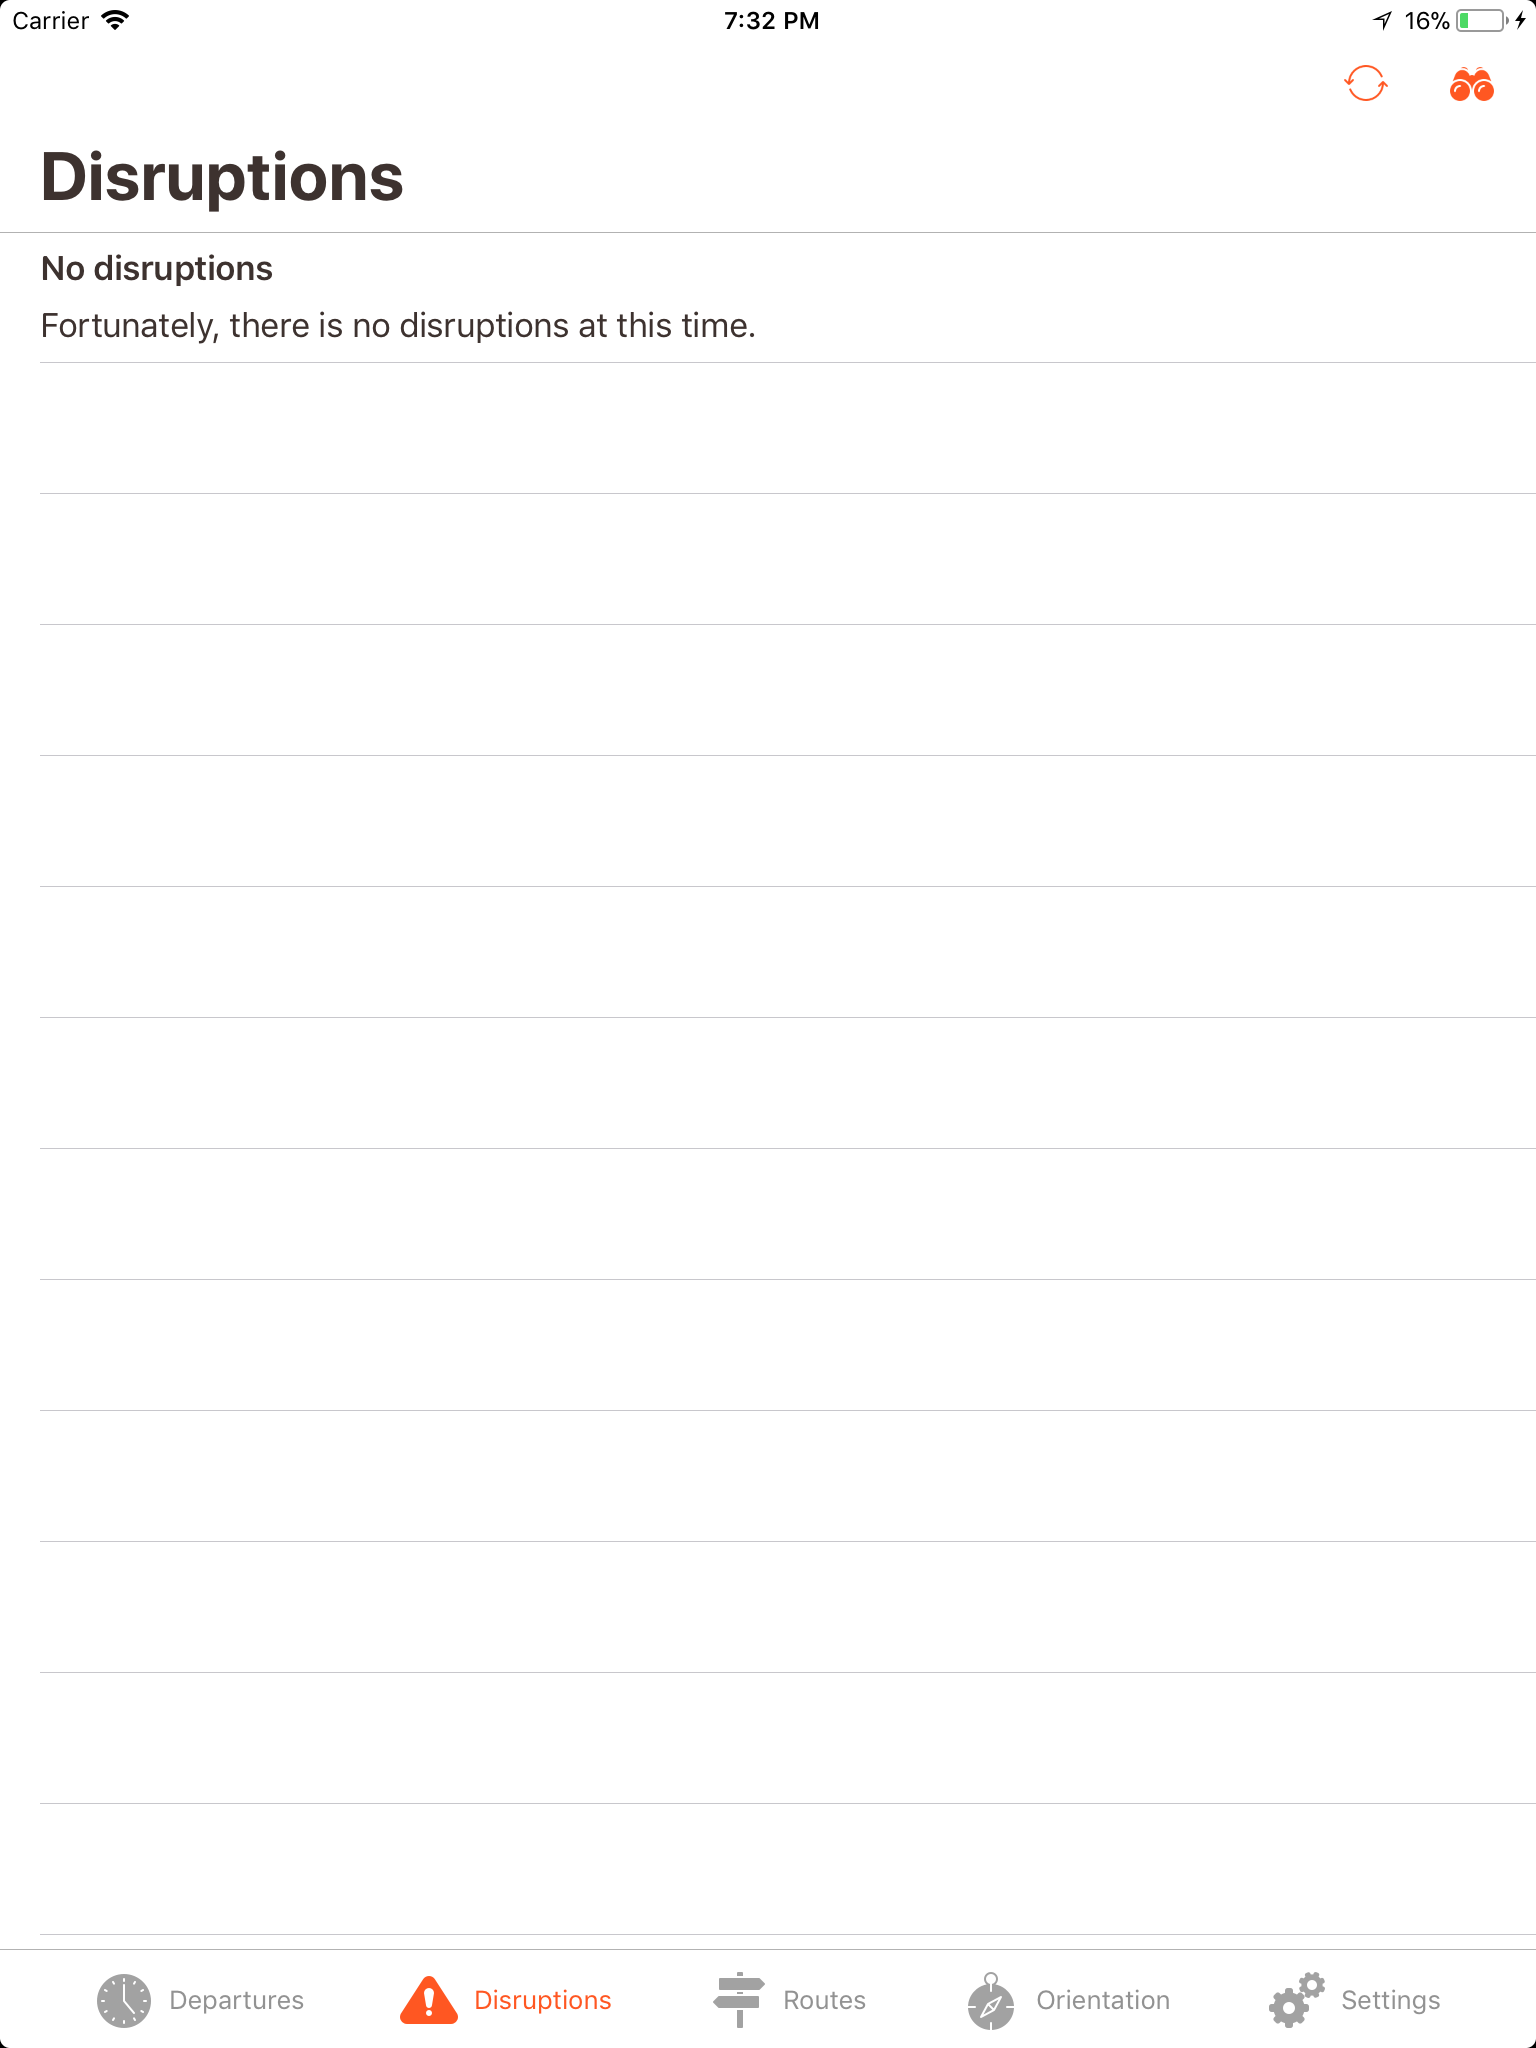 Carrier 7:32 PM 16%
Disruptions
No disruptions
Fortunately, there is no disruptions at this time.
Departures Disruptions Routes Orientation Settings